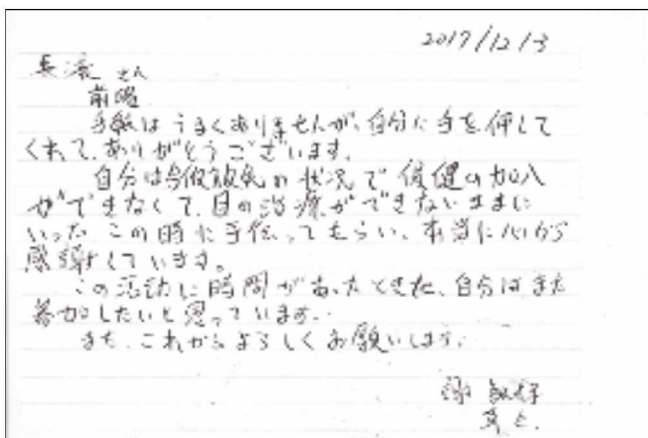 2017/12/3
長 さん
前略
手紙はうまくありませんが、自分に手を押して
くれて、ありがとうございます。
自分は今仮放免の状況で保健の加入
ができなくて、目の治療ができないままに
いった この時に手伝ってもらい、本当に心から
感謝しています。
この活動に時間があったときに、自分はまた
参加したいと思っています。
また、これからよろしくお願いします。
謝